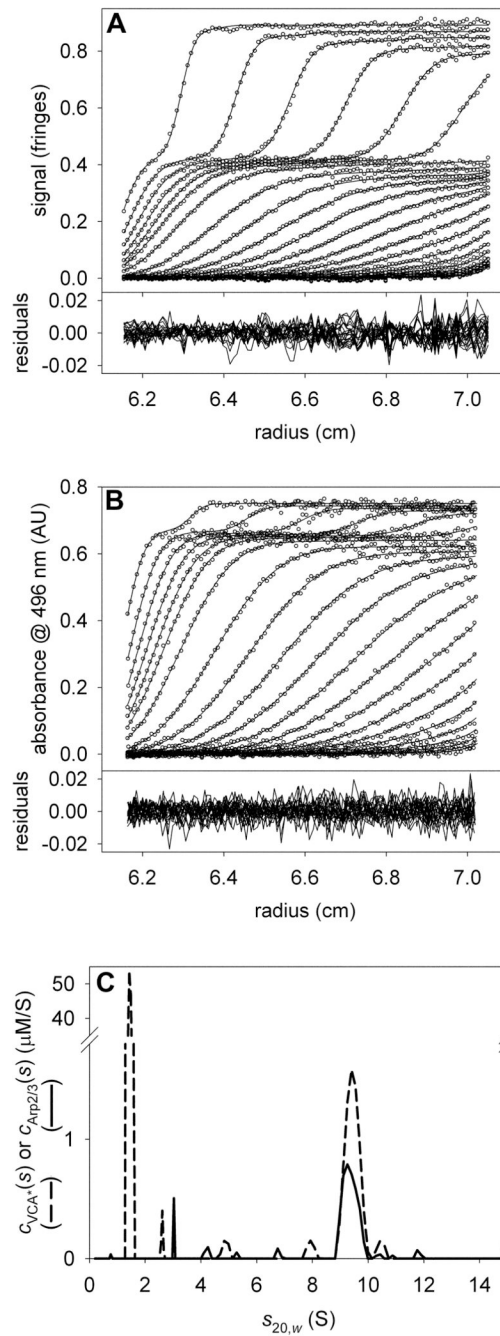 A
signal (fringes)
0.8
0.6
0.4
0.2
0.0
residuals
0.02
0.00
-0.02
6.2 6.4 6.6 6.8 7.0
radius (cm)
B
absorbance @ 496 nm (AU)
0.8
0.6
0.4
0.2
0.0
residuals
0.02
0.00
-0.02
6.2 6.4 6.6 6.8 7.0
radius (cm)
C
cVCA*(s) or cArp2/3(s) (μM/S)
50
40
1
0
0 2 4 6 8 10 12 14
s20,w (S)